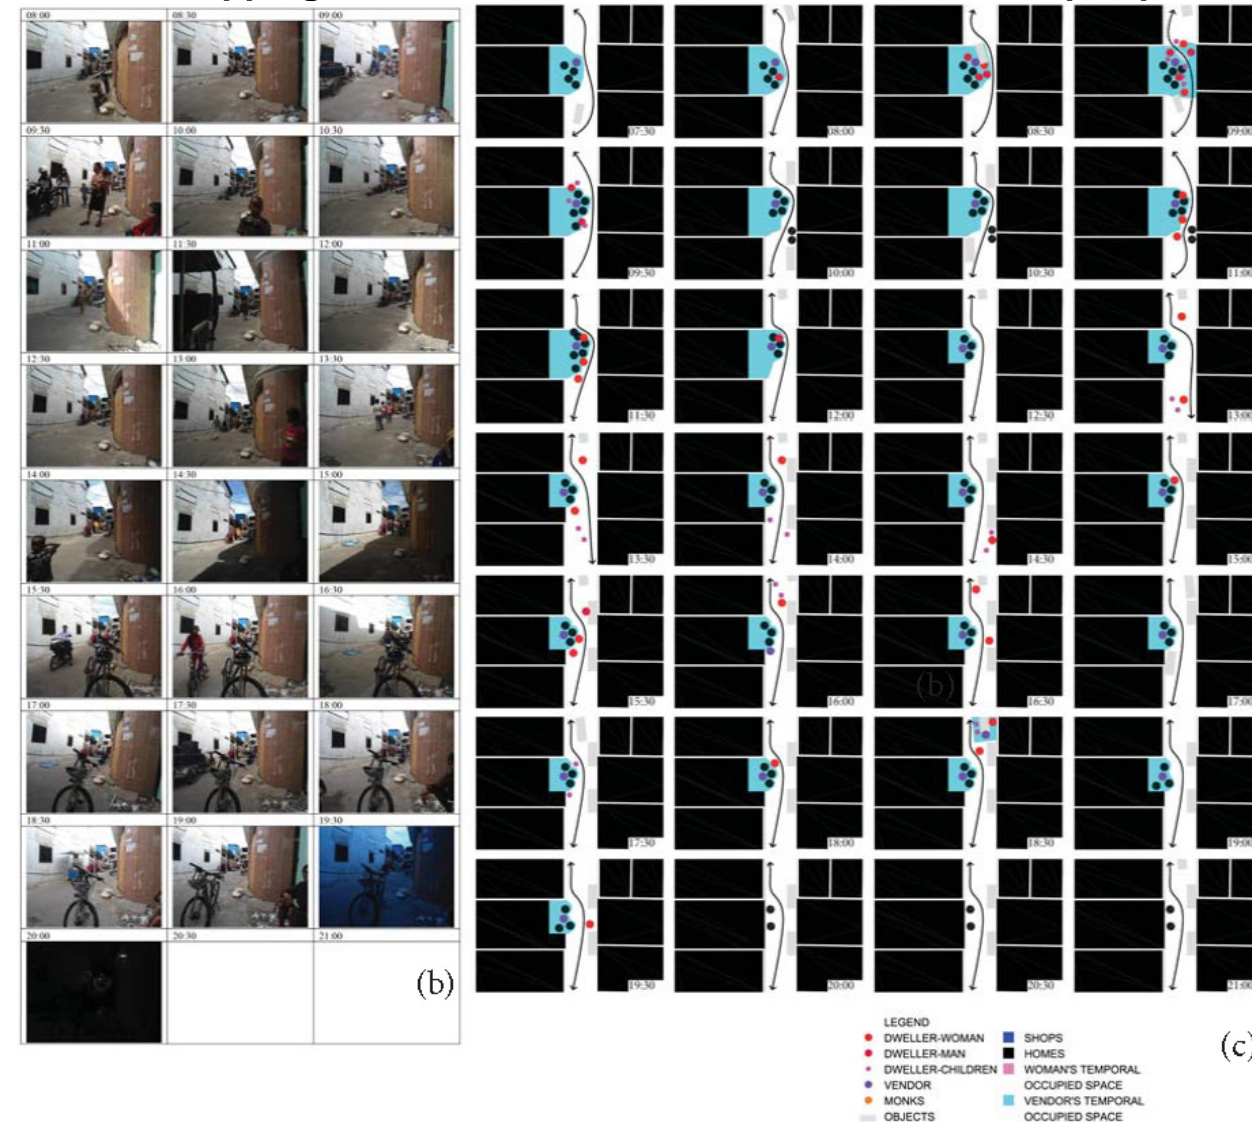 08:00 08:30 09:00
09:30 10:00 10:30
11:00 11:30 12:00
12:30 13:00 13:30
14:00 14:30 15:00
15:30 16:00 16:30
17:00 17:30 18:00
18:30 19:00 19:30
20:00 20:30 21:00
(b)
07:30 08:00 08:30 09:00
09:30 10:00 10:30 11:00
11:30 12:00 12:30 13:00
13:30 14:00 14:30 15:00
15:30 16:00 16:30 17:00
(b)
17:30 18:00 18:30 19:00
19:30 20:00 20:30 21:00
LEGEND
DWELLER-WOMAN
DWELLER-MAN
DWELLER-CHILDREN
VENDOR
MONKS
OBJECTS
SHOPS
HOMES
WOMAN'S TEMPORAL
OCCUPIED SPACE
VENDOR'S TEMPORAL
OCCUPIED SPACE
(c)